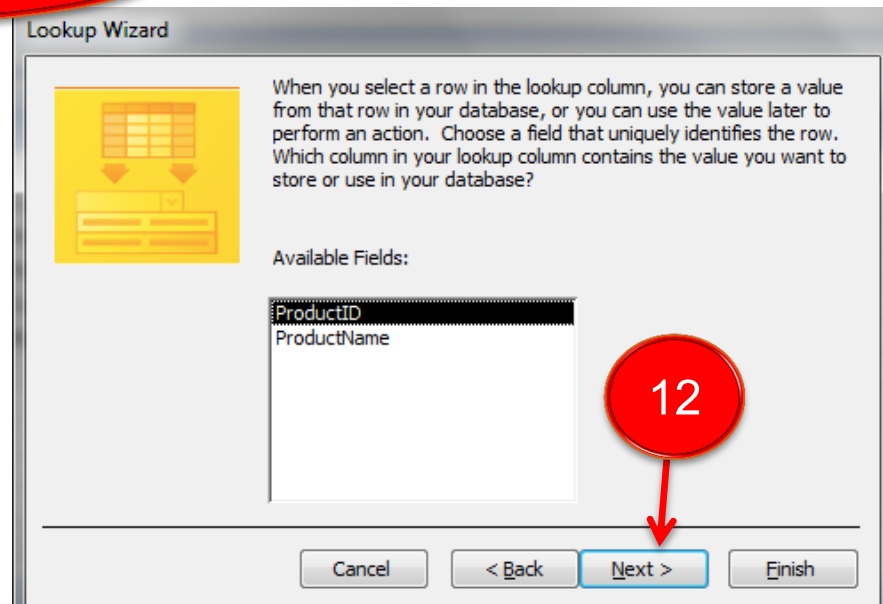 Lookup Wizard
When you select a row in the lookup column, you can store a value
from that row in your database, or you can use the value later to
perform an action.  Choose a field that uniquely identifies the row.
Which column in your lookup column contains the value you want to
store or use in your database?
Available Fields:
ProductID
ProductName
12
Cancel
< Back
Next >
Finish